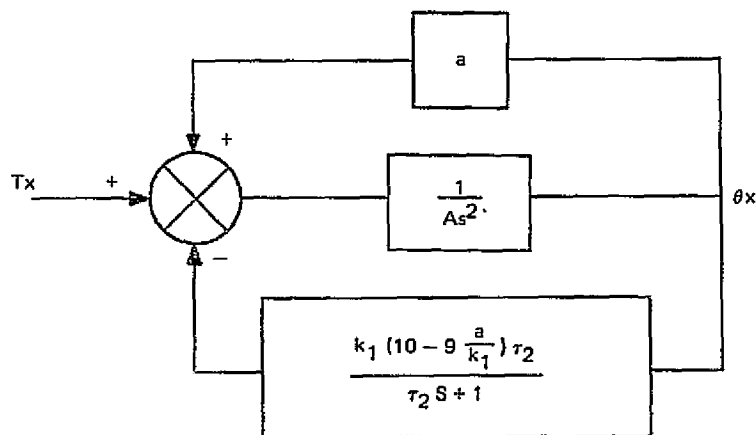 a
+
Tx
+
1
As².
θx
−
k₁ (10 − 9 a/k₁) τ₂
τ₂ S + 1